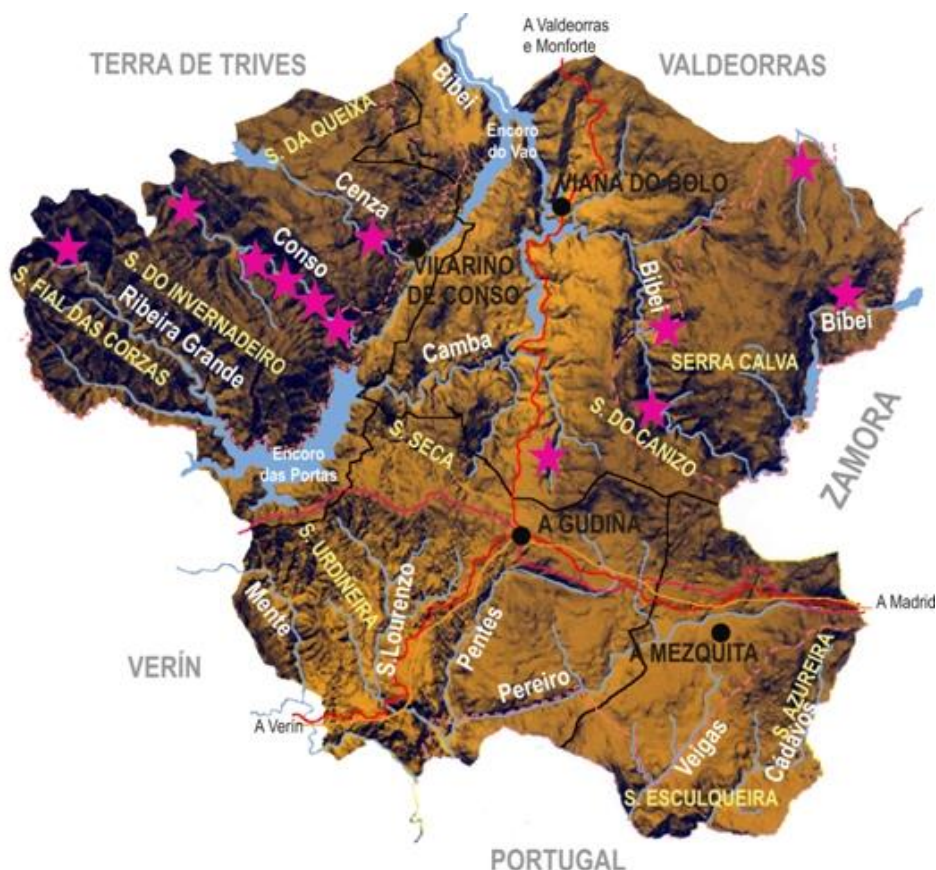 A Valdeorras
e Monforte
TERRA DE TRIVES
VALDEORRAS
Bibei
S. DA QUEIXA
Encoro
do Vao
VIANA DO BOLO
Cenza
Conso
VILARIÑO
DE CONSO
S. DO INVERNADEIRO
Ribeira Grande
S. FIAL DAS CORZAS
Bibei
Bibei
Camba
SERRA CALVA
S. DO CANIZO
S. SECA
ZAMORA
Encoro
das Portas
A GUDIÑA
S. URDINEIRA
Mente
S.Lourenzo
Pentes
A Madrid
A MEZQUITA
VERÍN
Pereiro
S. AZUREIRA
Cádavos
A Verín
Veigas
S. ESCULQUEIRA
PORTUGAL